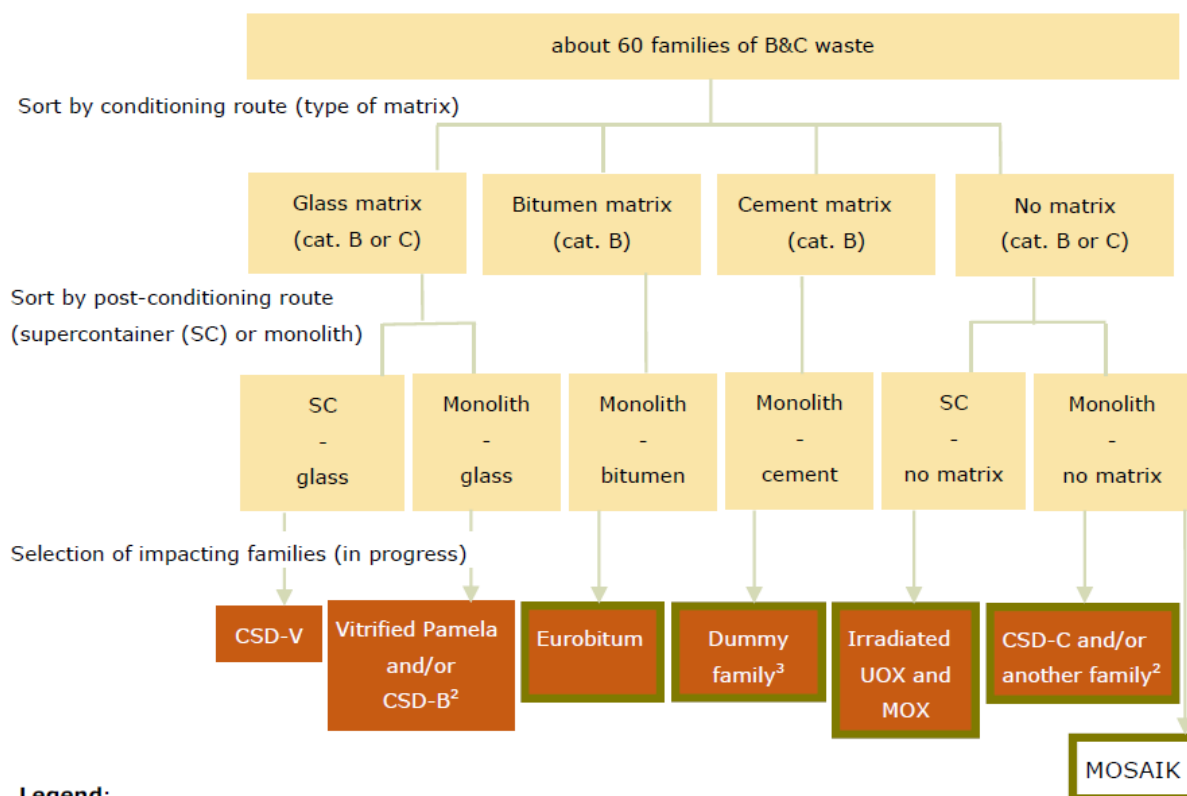 about 60 families of B&C waste
Sort by conditioning route (type of matrix)
Glass matrix
(cat. B or C)
Bitumen matrix
(cat. B)
Cement matrix
(cat. B)
No matrix
(cat. B or C)
Sort by post-conditioning route
(supercontainer (SC) or monolith)
SC
-
glass
Monolith
-
glass
Monolith
-
bitumen
Monolith
-
cement
SC
-
no matrix
Monolith
-
no matrix
Selection of impacting families (in progress)
CSD-V
Vitrified Pamela
and/or
CSD-B²
Eurobitum
Dummy
family³
Irradiated
UOX and
MOX
CSD-C and/or
another family²
MOSAIK
Legend: